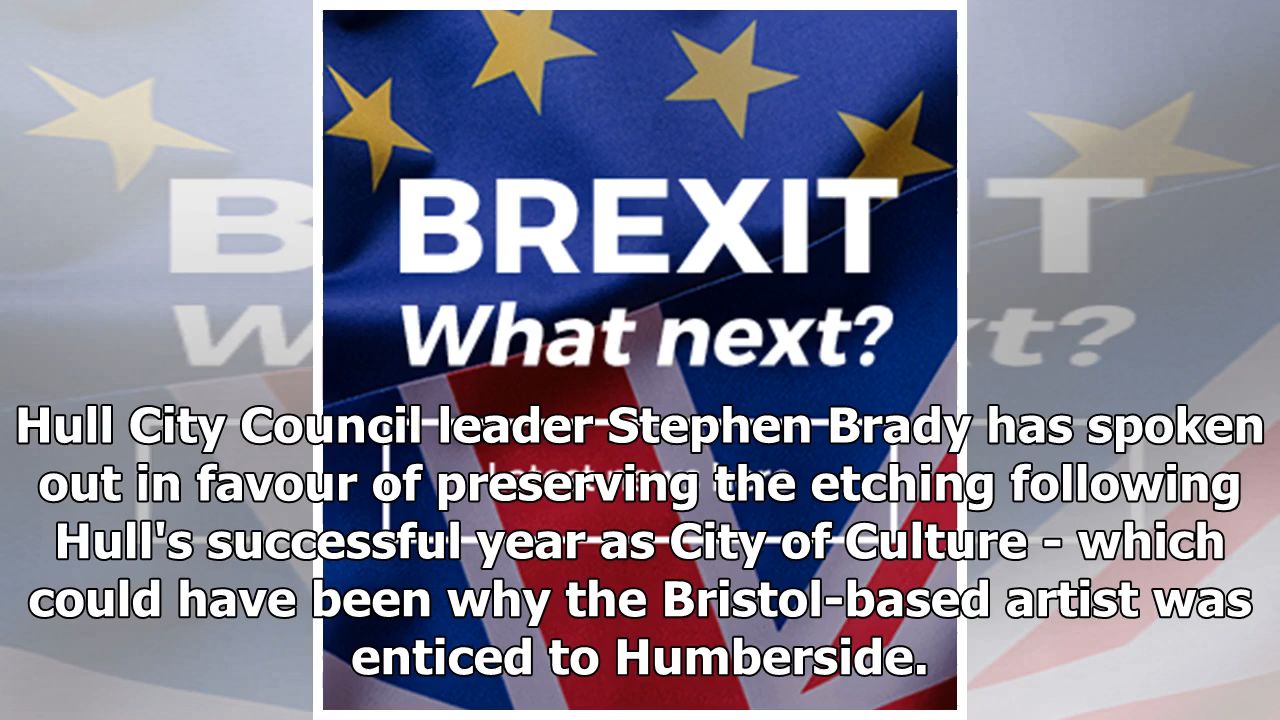 BREXIT
What next?
Hull City Council leader Stephen Brady has spoken
out in favour of preserving the etching following
Hull's successful year as City of Culture - which
could have been why the Bristol-based artist was
enticed to Humberside.